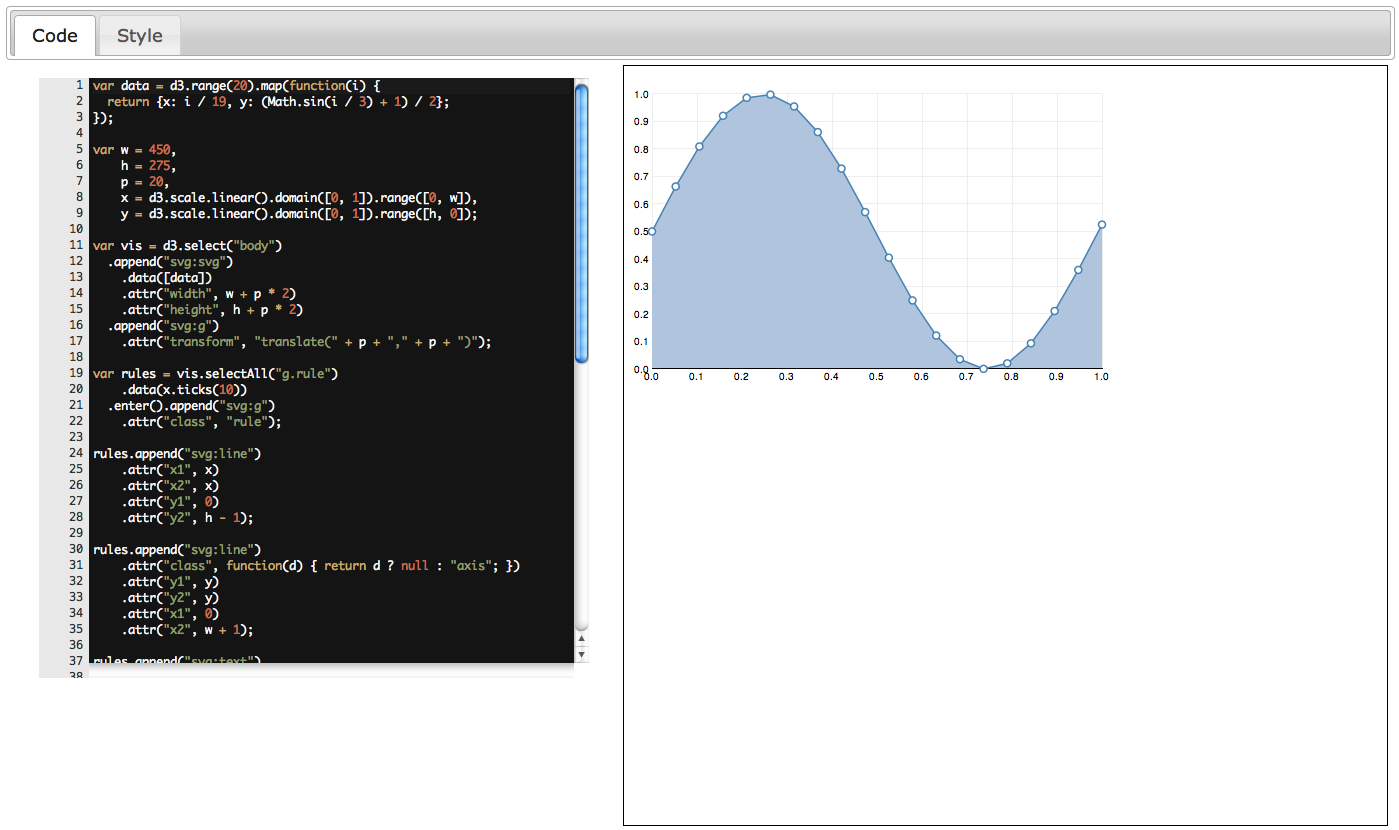 Code
Style
1 var data = d3.range(20).map(function(i) {
2 return {x: i / 19, y: (Math.sin(i / 3) + 1) / 2};
3 });
4
5 var w = 450,
6 h = 275,
7 p = 20,
8 x = d3.scale.linear().domain([0, 1]).range([0, w]),
9 y = d3.scale.linear().domain([0, 1]).range([h, 0]);
10
11 var vis = d3.select("body")
12 .append("svg:svg")
13 .data([data])
14 .attr("width", w + p * 2)
15 .attr("height", h + p * 2)
16 .append("svg:g")
17 .attr("transform", "translate(" + p + "," + p + ")");
18
19 var rules = vis.selectAll("g.rule")
20 .data(x.ticks(10))
21 .enter().append("svg:g")
22 .attr("class", "rule");
23
24 rules.append("svg:line")
25 .attr("x1", x)
26 .attr("x2", x)
27 .attr("y1", 0)
28 .attr("y2", h - 1);
29
30 rules.append("svg:line")
31 .attr("class", function(d) { return d ? null : "axis"; })
32 .attr("y1", y)
33 .attr("y2", y)
34 .attr("x1", 0)
35 .attr("x2", w + 1);
36
37 rules.append("svg:text")
38
1.0
0.9
0.8
0.7
0.6
0.5
0.4
0.3
0.2
0.1
0.0
0.0 0.1 0.2 0.3 0.4 0.5 0.6 0.7 0.8 0.9 1.0